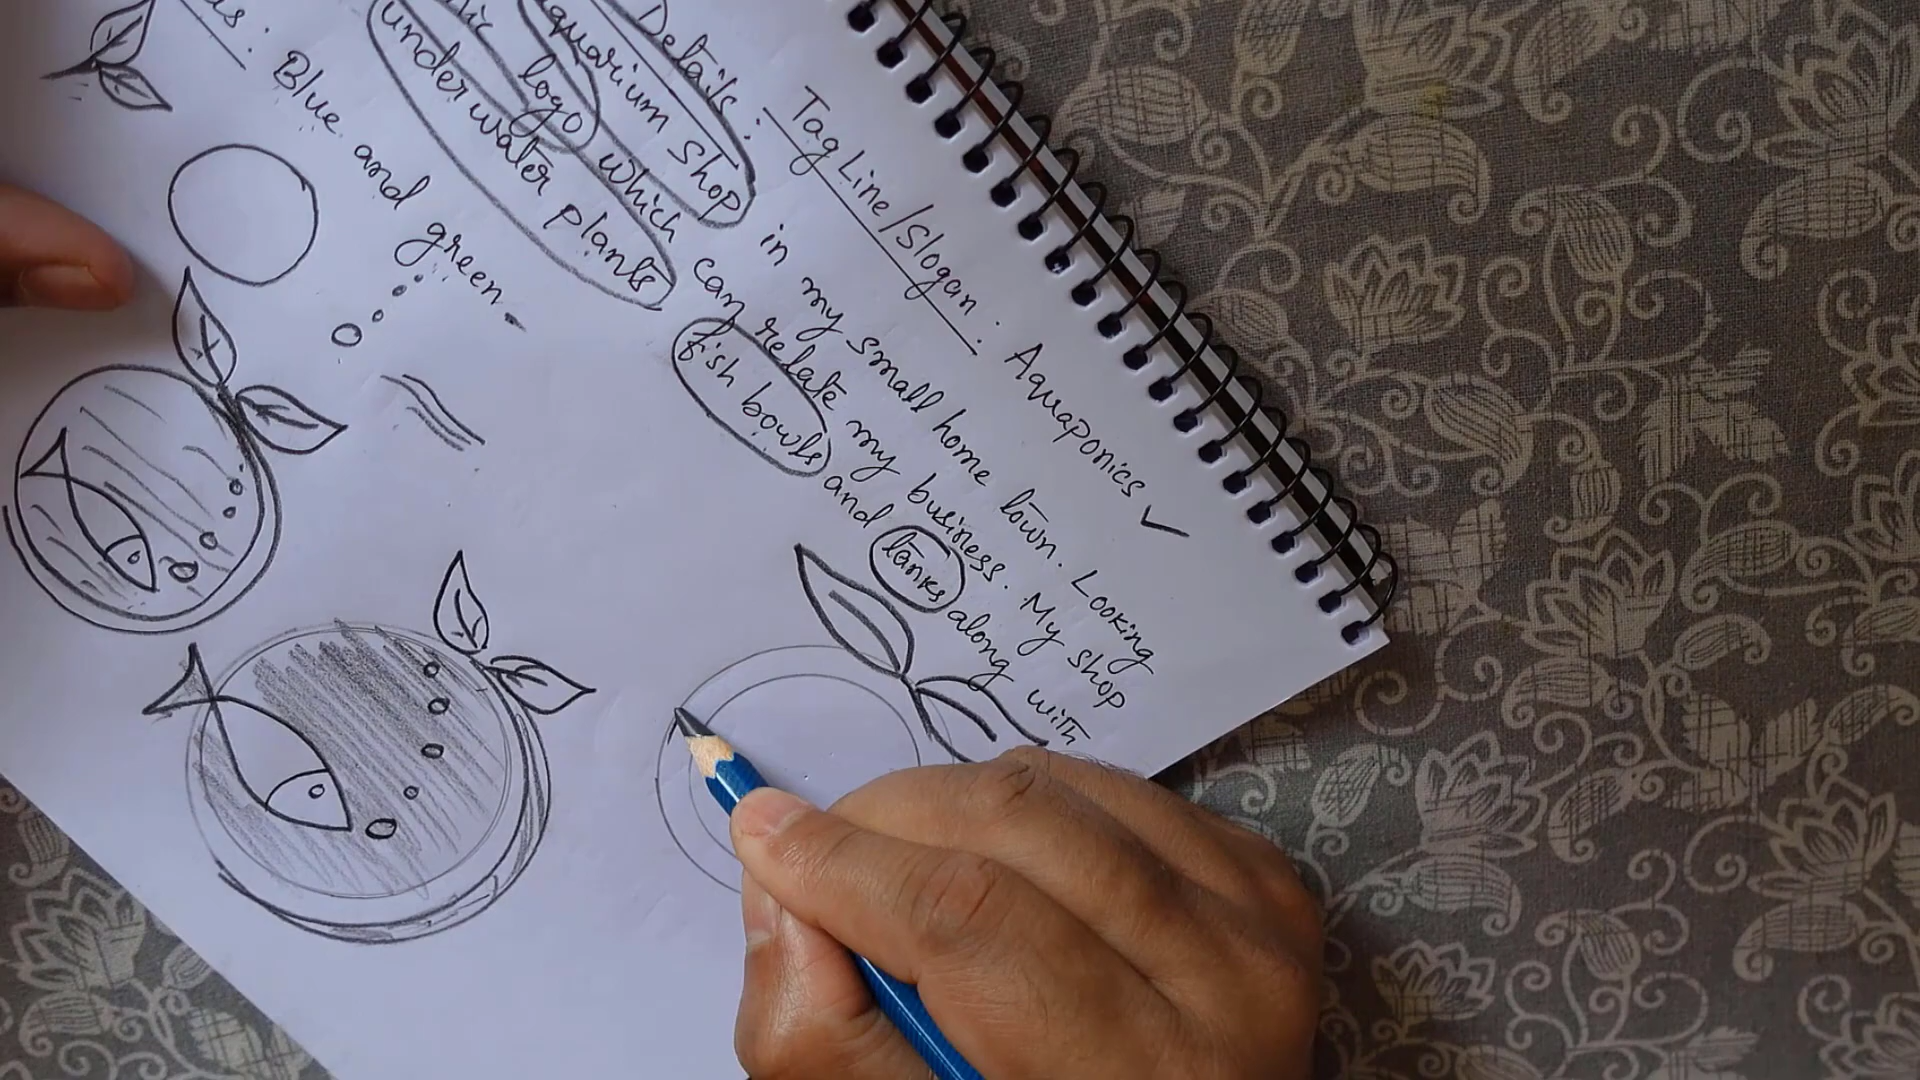 Tag Line/Slogan: Aquaponics ✓
Details:
aquarium shop in my small home town. Looking
logo which can relate my business. My shop
underwater plants fish bowls and tanks along with
Blue and green